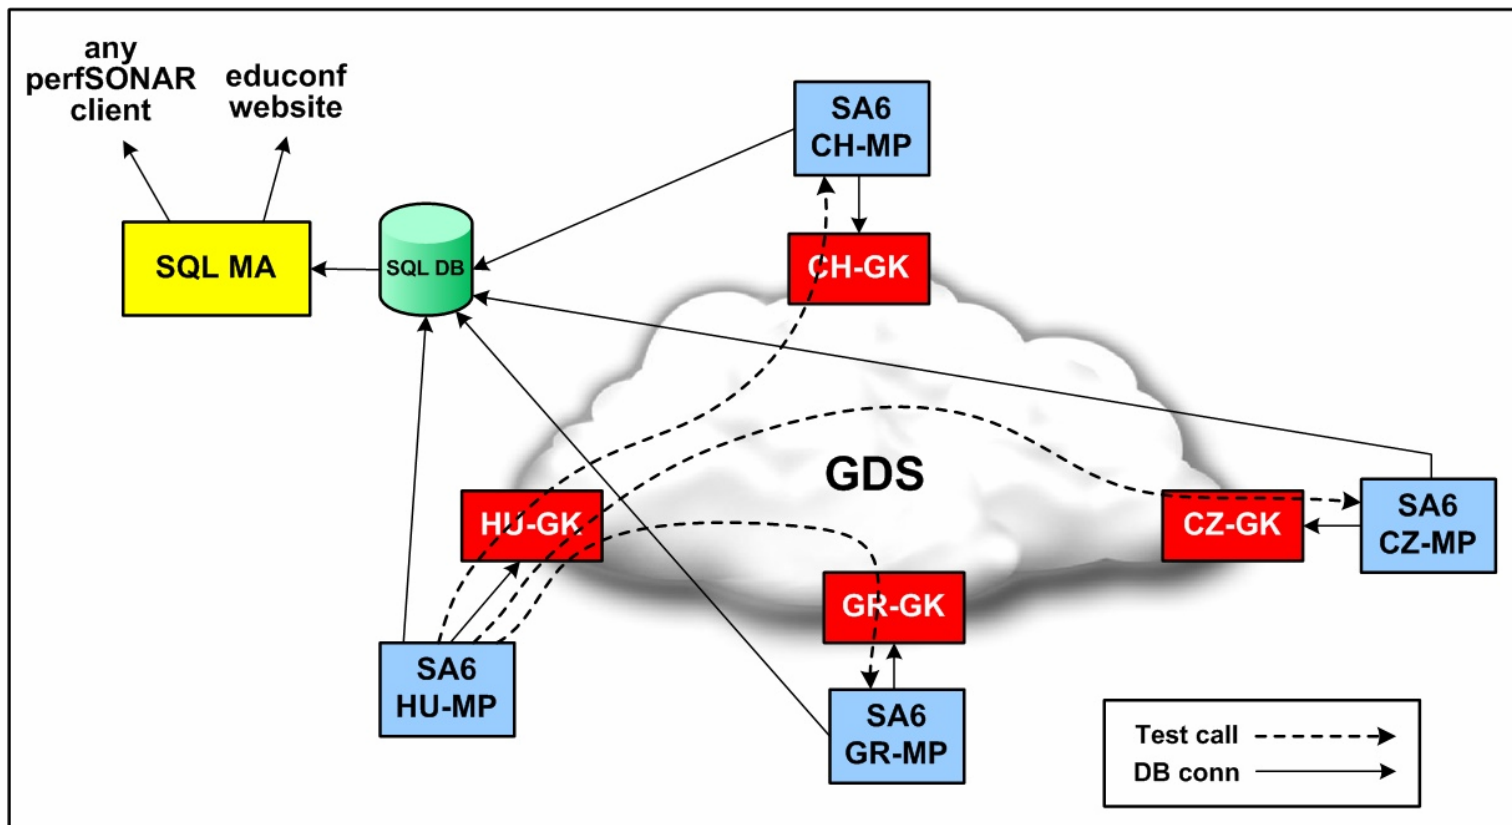 any
perfSONAR
client
educonf
website
SA6
CH-MP
SQL MA
SQL DB
CH-GK
GDS
HU-GK
CZ-GK
SA6
CZ-MP
GR-GK
SA6
HU-MP
SA6
GR-MP
Test call
DB conn